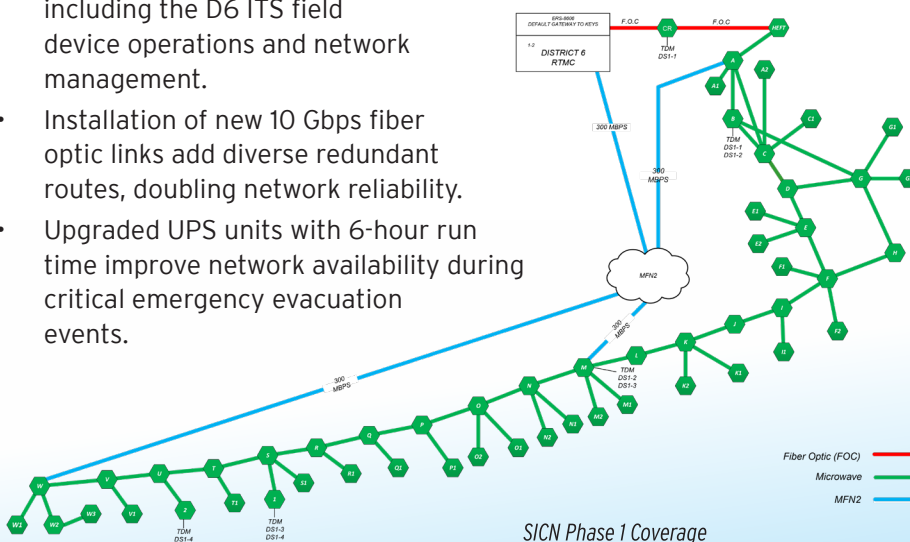 including the D6 ITS field
device operations and network
management.
• Installation of new 10 Gbps fiber
optic links add diverse redundant
routes, doubling network reliability.
• Upgraded UPS units with 6-hour run
time improve network availability during
critical emergency evacuation
events.
ERS-8600
DEFAULT GATEWAY TO KEYS
1-2
DISTRICT 6
RTMC
F.O.C
CR
F.O.C
HEFT
TDM
DS1-1
A
A1
A2
B
TDM
DS1-1
DS1-2
C
C1
G1
G
D
E1
E
E2
H
F1
F2
300 MBPS
300
MBPS
MFN2
300
MBPS
300
MBPS
I1
J
K
K1
K2
L
M
TDM
DS1-2
DS1-3
M1
M2
N
N1
N2
O
O1
O2
P
P1
Q
Q1
R
R1
S
S1
TDM
DS1-3
DS1-4
T
T1
U
TDM
DS1-4
V
V1
W
W1
W2
W3
Fiber Optic (FOC)
Microwave
MFN2
SICN Phase 1 Coverage